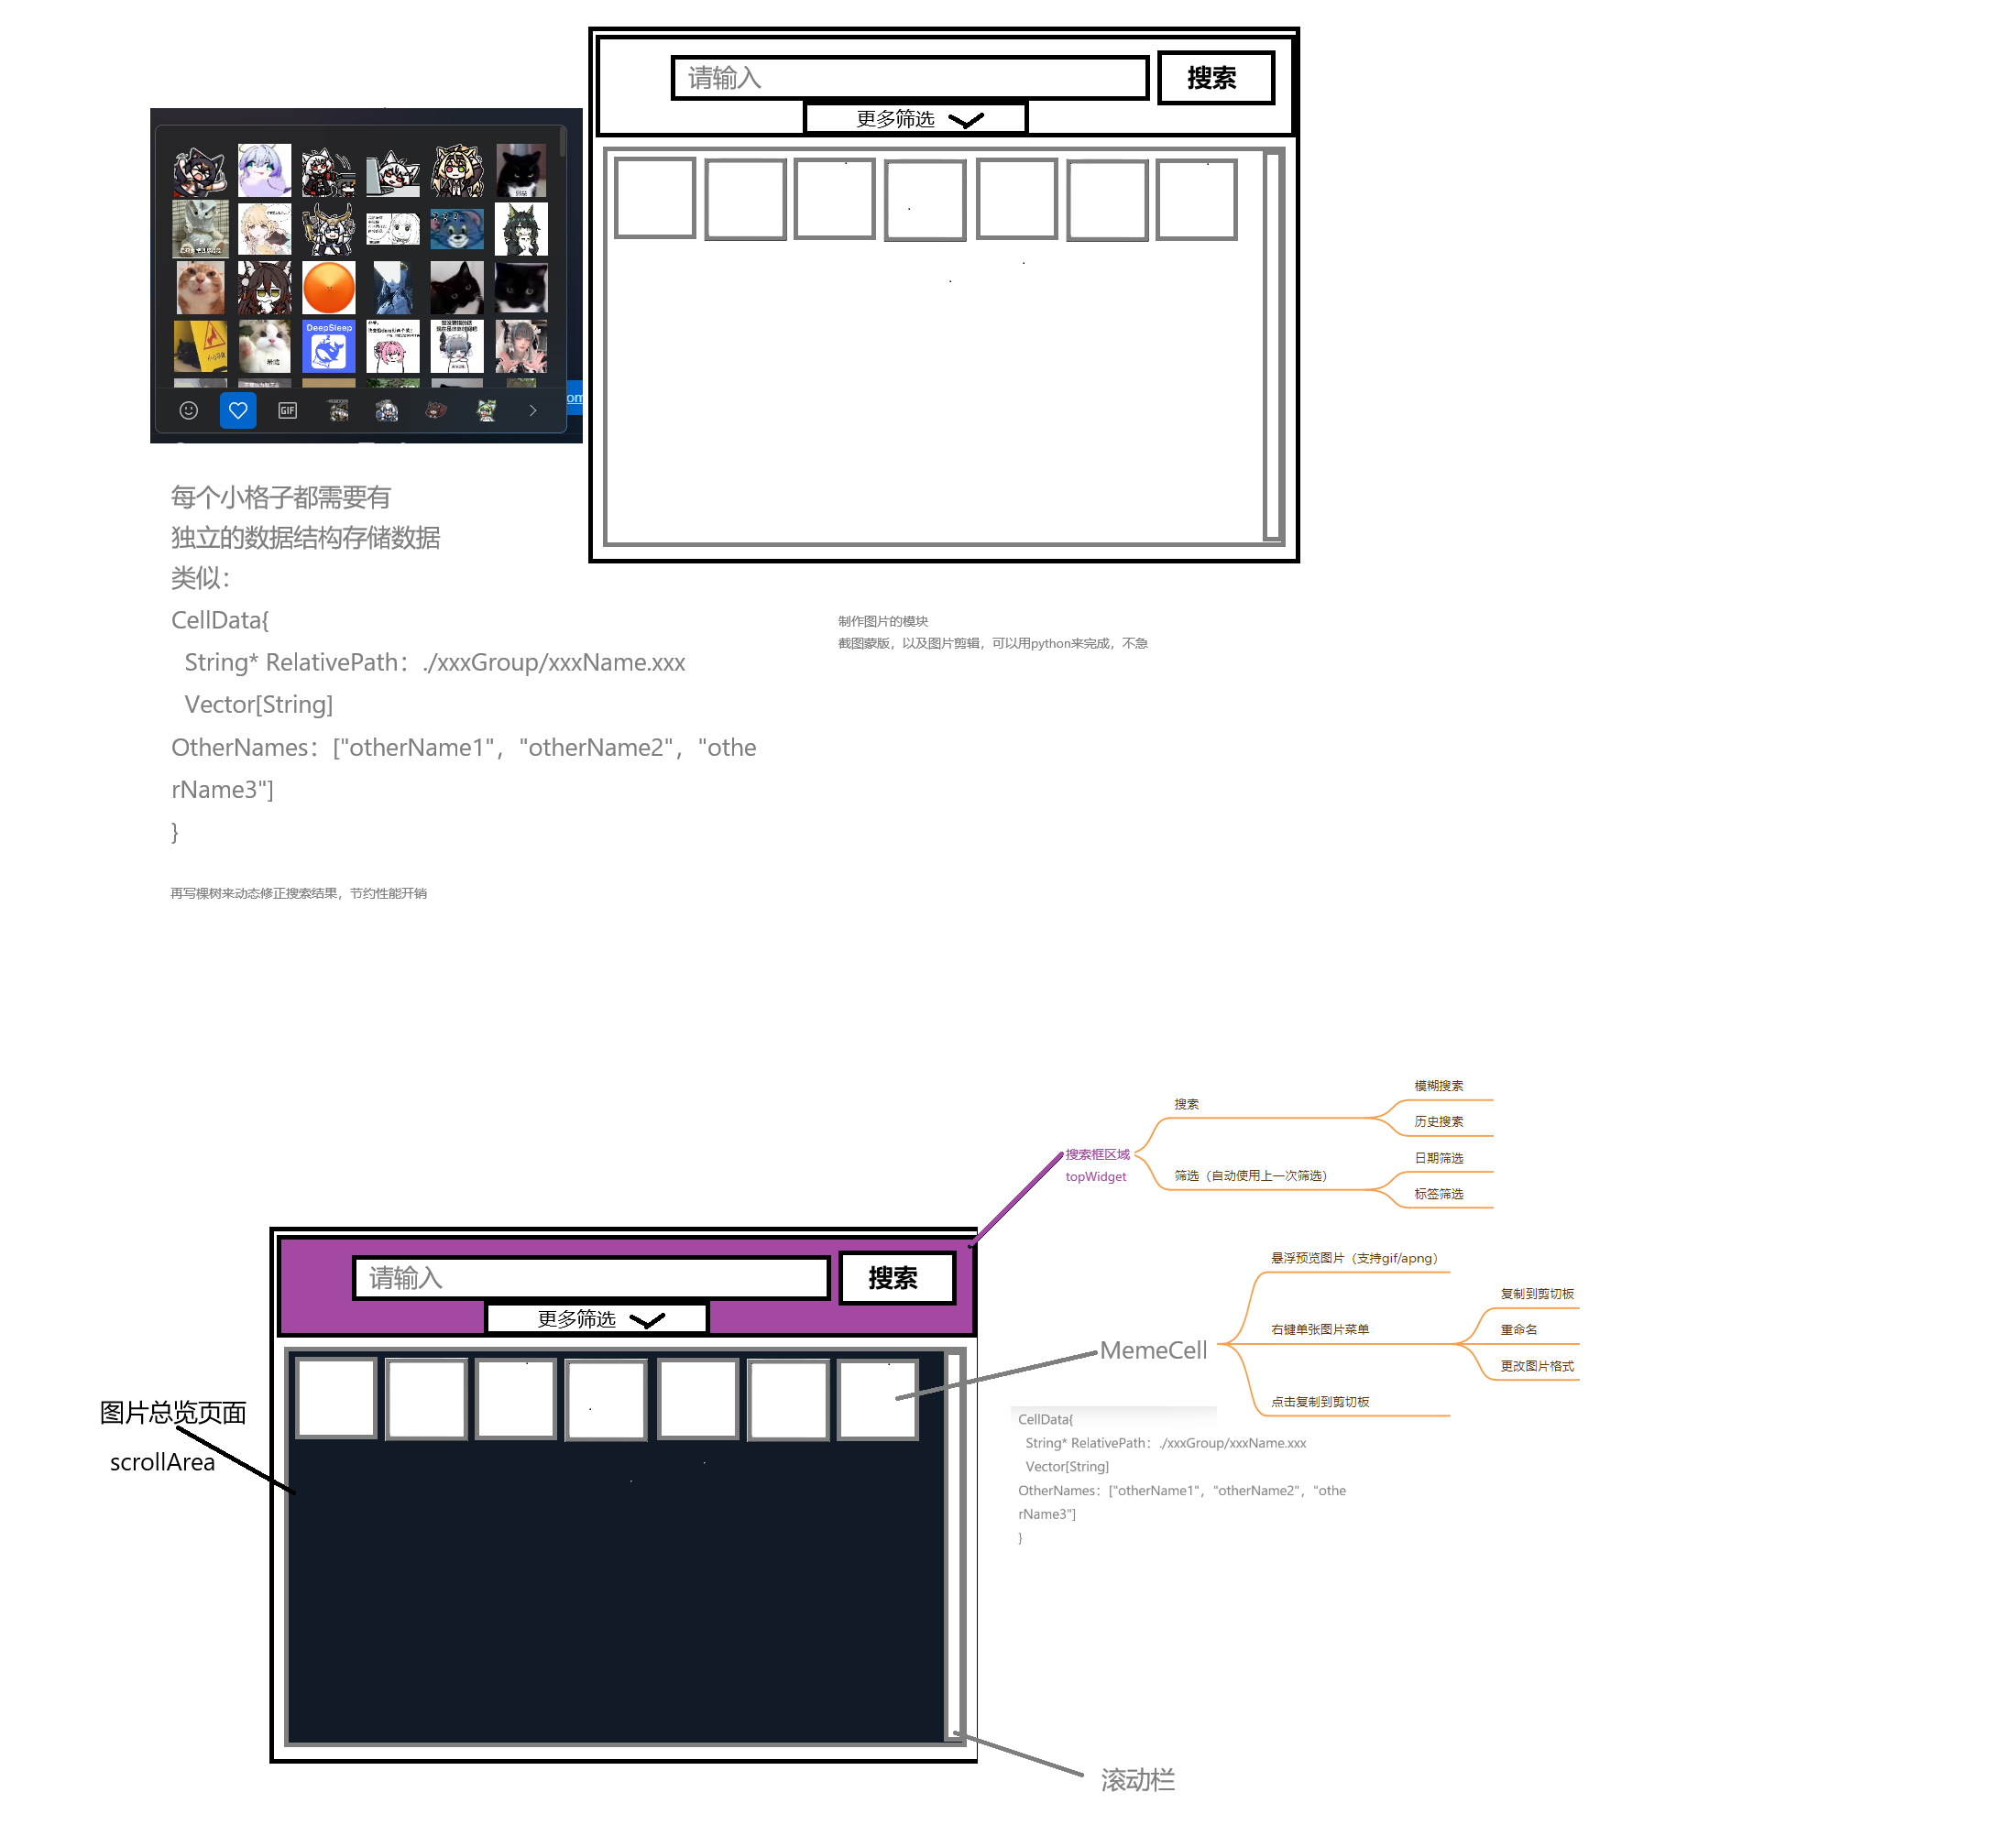 请输入
搜索
更多筛选
DeepSleep
GIF
om
每个小格子都需要有
独立的数据结构存储数据
类似：
CellData{
String* RelativePath：./xxxGroup/xxxName.xxx
Vector[String]
OtherNames：["otherName1"，"otherName2"，"othe
rName3"]
}
再写棵树来动态修正搜索结果，节约性能开销
制作图片的模块
截图蒙版，以及图片剪辑，可以用python来完成，不急
搜索框区域
topWidget
搜索
模糊搜索
历史搜索
筛选（自动使用上一次筛选）
日期筛选
标签筛选
请输入
搜索
更多筛选
图片总览页面
scrollArea
MemeCell
悬浮预览图片（支持gif/apng）
右键单张图片菜单
复制到剪切板
重命名
更改图片格式
点击复制到剪切板
CellData{
String* RelativePath：./xxxGroup/xxxName.xxx
Vector[String]
OtherNames：["otherName1"，"otherName2"，"othe
rName3"]
}
滚动栏